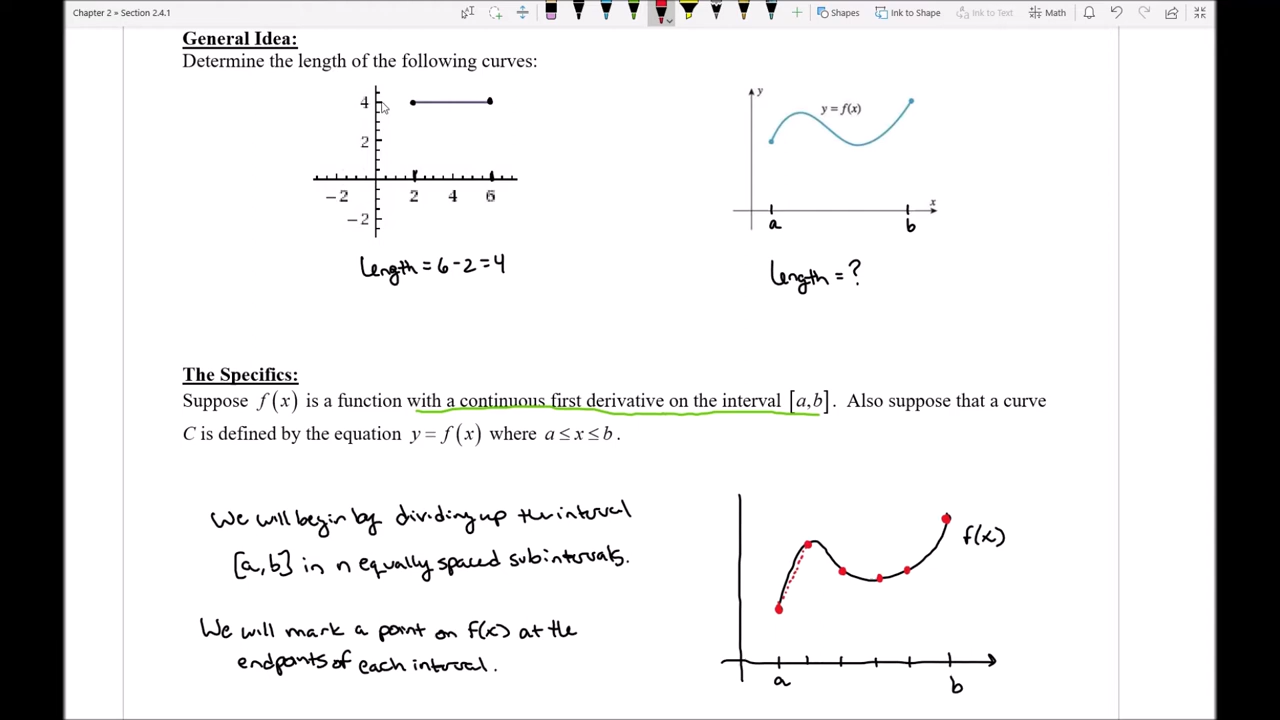 Chapter 2 » Section 2.4.1
Shapes
Ink to Shape
Ink to Text
Math
General Idea:
Determine the length of the following curves:
4
2
−2 2 4 6
−2
length = 6 - 2 = 4
y
y = f(x)
x
a b
length = ?
The Specifics:
Suppose f(x) is a function with a continuous first derivative on the interval [a,b]. Also suppose that a curve
C is defined by the equation y = f(x) where a ≤ x ≤ b.
We will begin by dividing up the interval
[a,b] in n equally spaced subintervals.
We will mark a point on f(x) at the
endpoints of each interval.
f(x)
a b